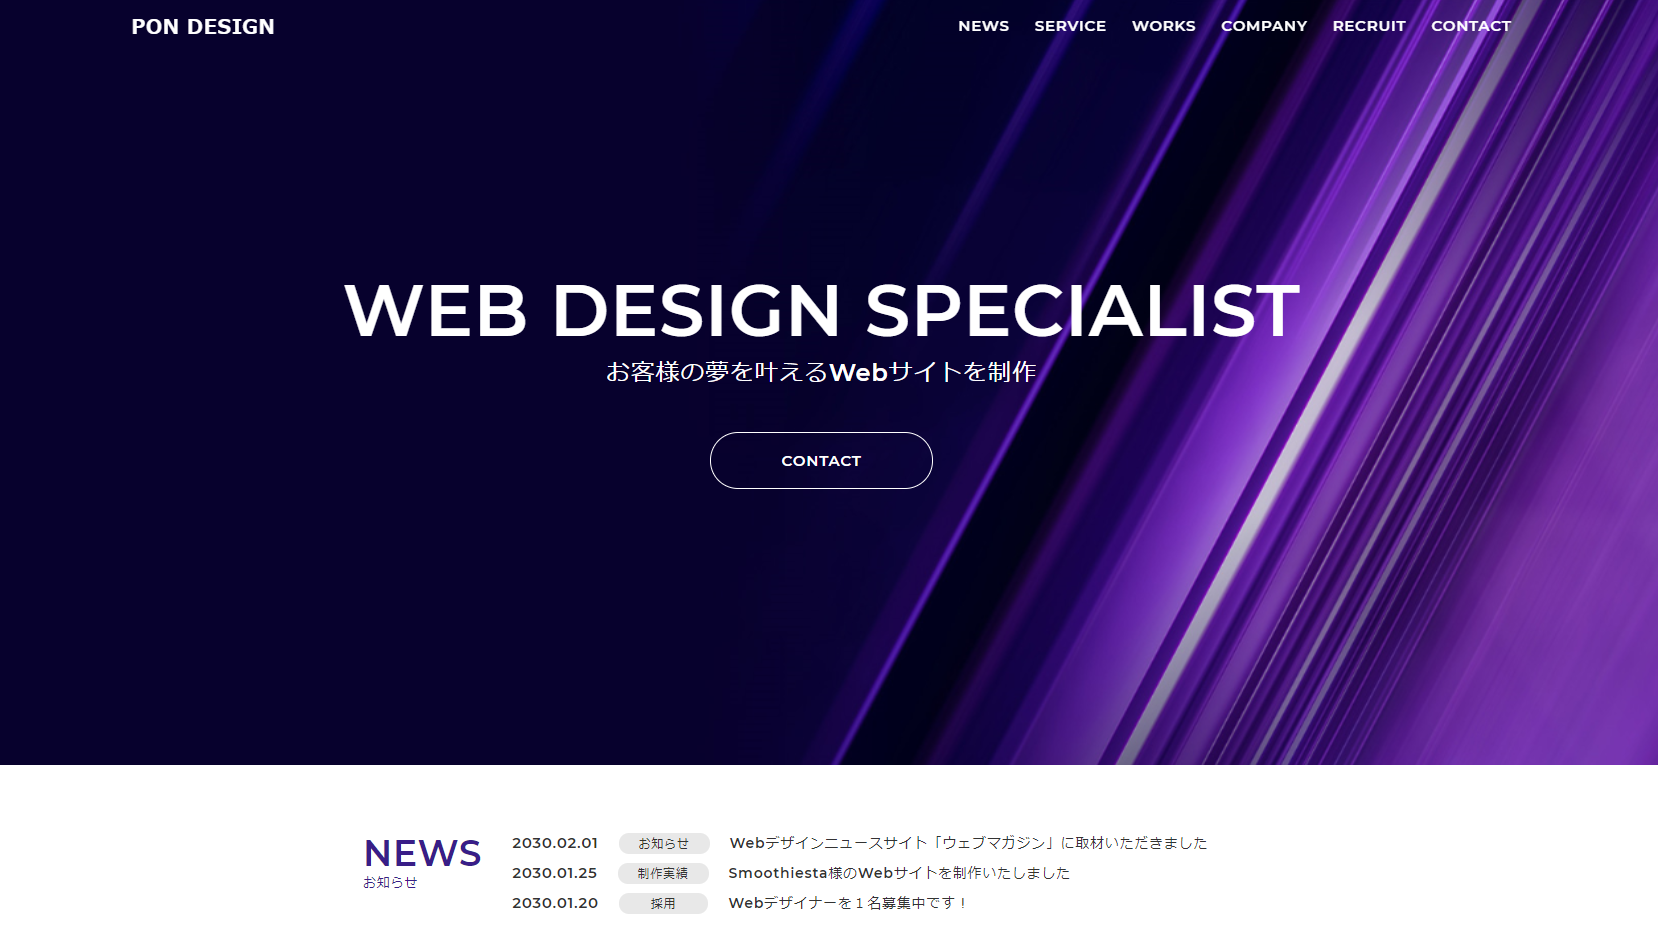 PON DESIGN
NEWS SERVICE WORKS COMPANY RECRUIT CONTACT
WEB DESIGN SPECIALIST
お客様の夢を叶えるWebサイトを制作
CONTACT
NEWS
お知らせ
2030.02.01 お知らせ Webデザインニュースサイト「ウェブマガジン」に取材いただきました
2030.01.25 制作実績 Smoothiesta様のWebサイトを制作いたしました
2030.01.20 採用 Webデザイナーを１名募集中です！